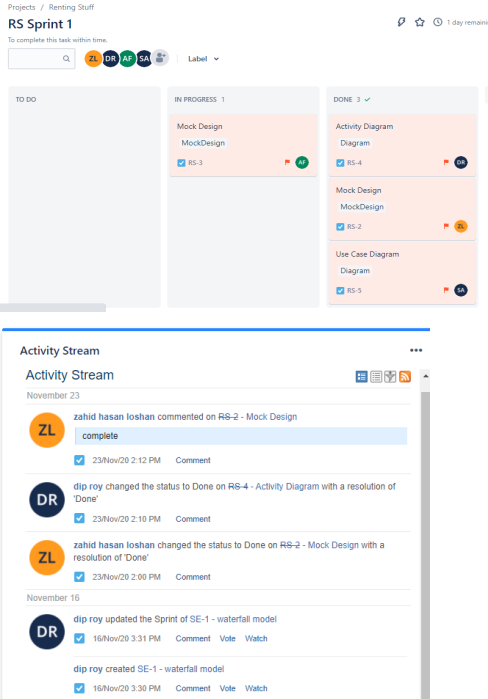 Projects / Renting Stuff
RS Sprint 1
1 day remaini
To complete this task within time.
ZL DR AF SA
Label
TO DO
IN PROGRESS 1
DONE 3
Mock Design
MockDesign
RS-3 AF
Activity Diagram
Diagram
RS-4 DR
Mock Design
MockDesign
RS-2 ZL
Use Case Diagram
Diagram
RS-5 SA
Activity Stream
Activity Stream
November 23
ZL
zahid hasan loshan commented on RS-2 - Mock Design
complete
23/Nov/20 2:12 PM Comment
DR
dip roy changed the status to Done on RS-4 - Activity Diagram with a resolution of
'Done'
23/Nov/20 2:10 PM Comment
ZL
zahid hasan loshan changed the status to Done on RS-2 - Mock Design with a
resolution of 'Done'
23/Nov/20 2:00 PM Comment
November 16
DR
dip roy updated the Sprint of SE-1 - waterfall model
16/Nov/20 3:31 PM Comment Vote Watch
dip roy created SE-1 - waterfall model
16/Nov/20 3:30 PM Comment Vote Watch